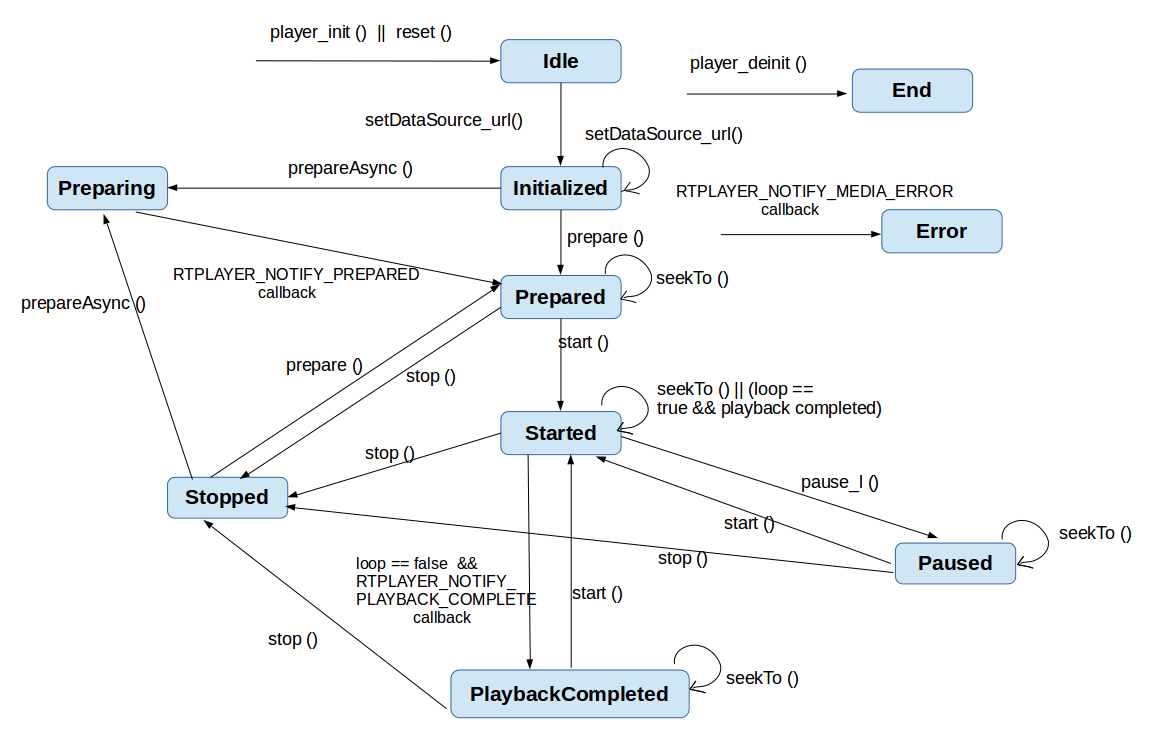 player_init () || reset ()
Idle
player_deinit ()
End
setDataSource_url()
setDataSource_url()
prepareAsync ()
Preparing
Initialized
RTPLAYER_NOTIFY_MEDIA_ERROR
callback
Error
prepare ()
RTPLAYER_NOTIFY_PREPARED
callback
seekTo ()
Prepared
prepareAsync ()
start ()
prepare ()
stop ()
seekTo () || (loop ==
true && playback completed)
Started
stop ()
pause_l ()
Stopped
start ()
seekTo ()
stop ()
Paused
loop == false &&
RTPLAYER_NOTIFY_
PLAYBACK_COMPLETE
callback
start ()
stop ()
seekTo ()
PlaybackCompleted